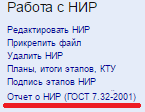 Работа с НИР
Редактировать НИР
Прикрепить файл
Удалить НИР
Планы, итоги этапов, КТУ
Подпись этапов НИР
Отчет о НИР (ГОСТ 7.32-2001)